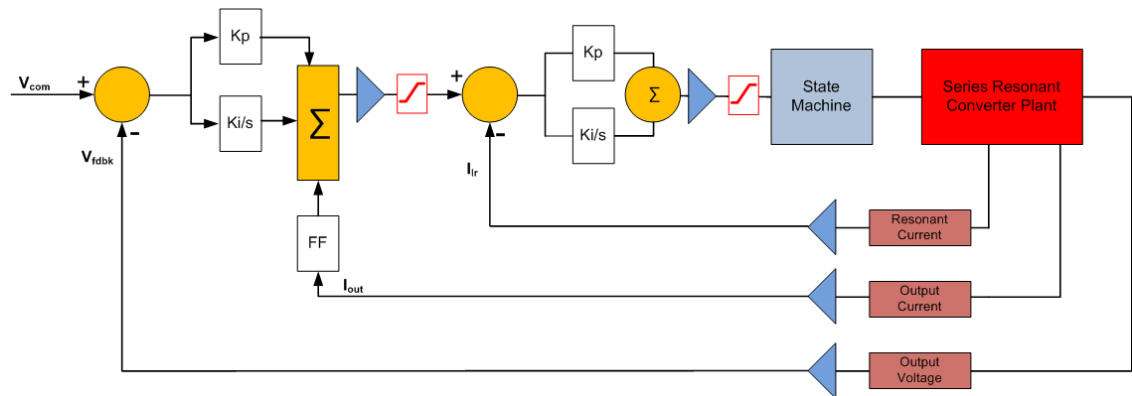 Vcom
+
-
Vfdbk
Kp
Ki/s
Σ
FF
Iout
+
-
Ilr
Kp
Ki/s
Σ
State
Machine
Series Resonant
Converter Plant
Resonant
Current
Output
Current
Output
Voltage